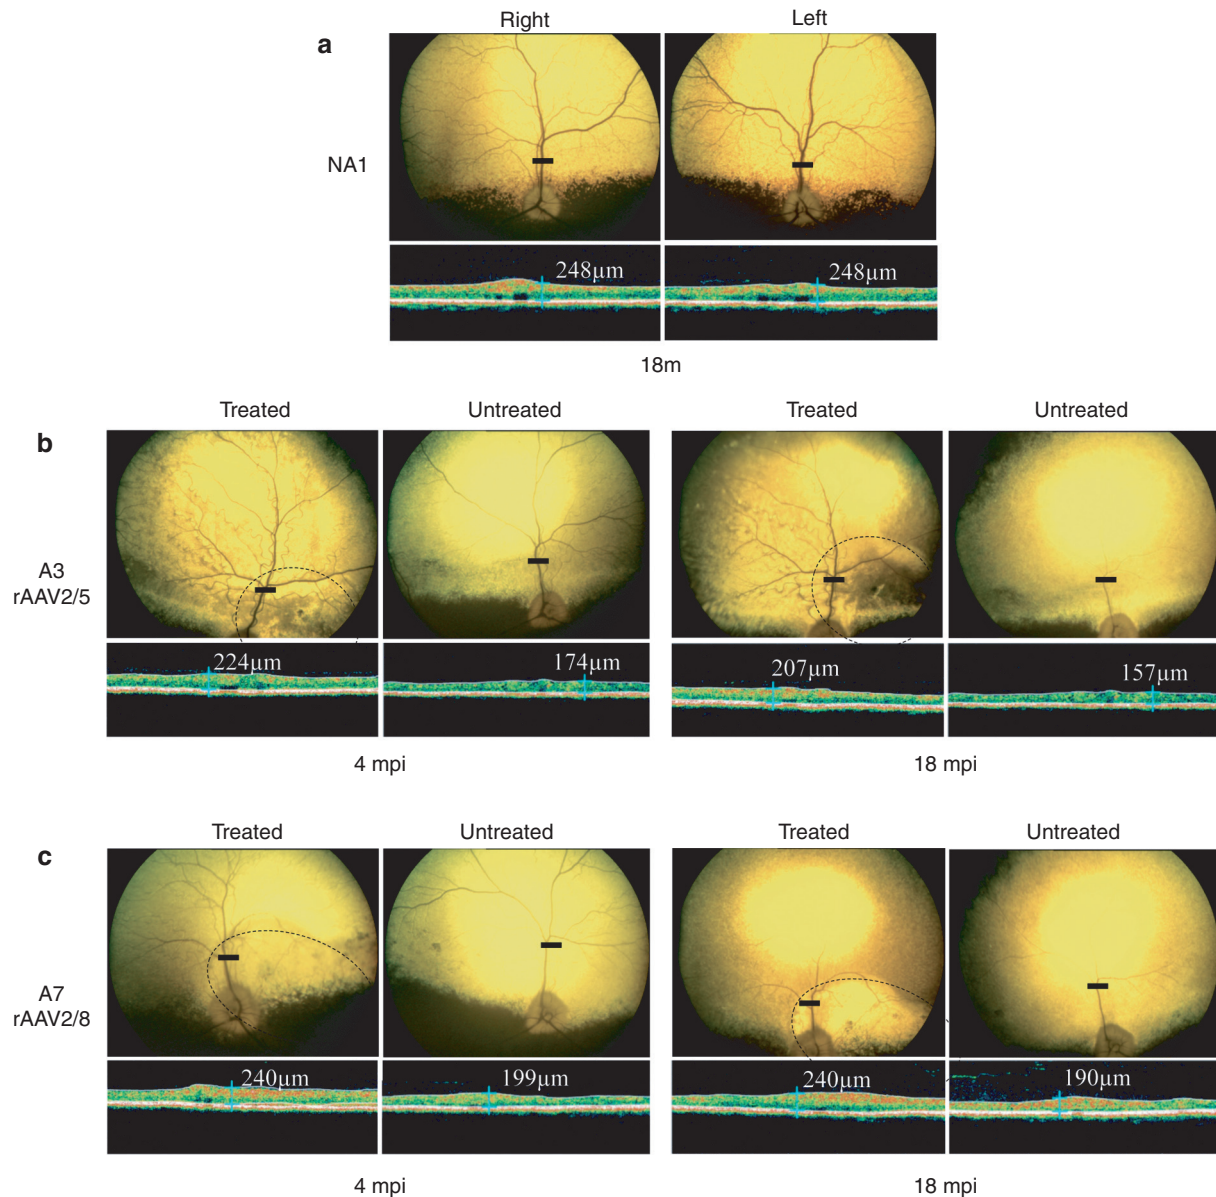 Right Left
a
NA1
248µm 248µm
18m
Treated Untreated Treated Untreated
b
A3
rAAV2/5
224µm 174µm 207µm 157µm
4 mpi 18 mpi
Treated Untreated Treated Untreated
c
A7
rAAV2/8
240µm 199µm 240µm 190µm
4 mpi 18 mpi